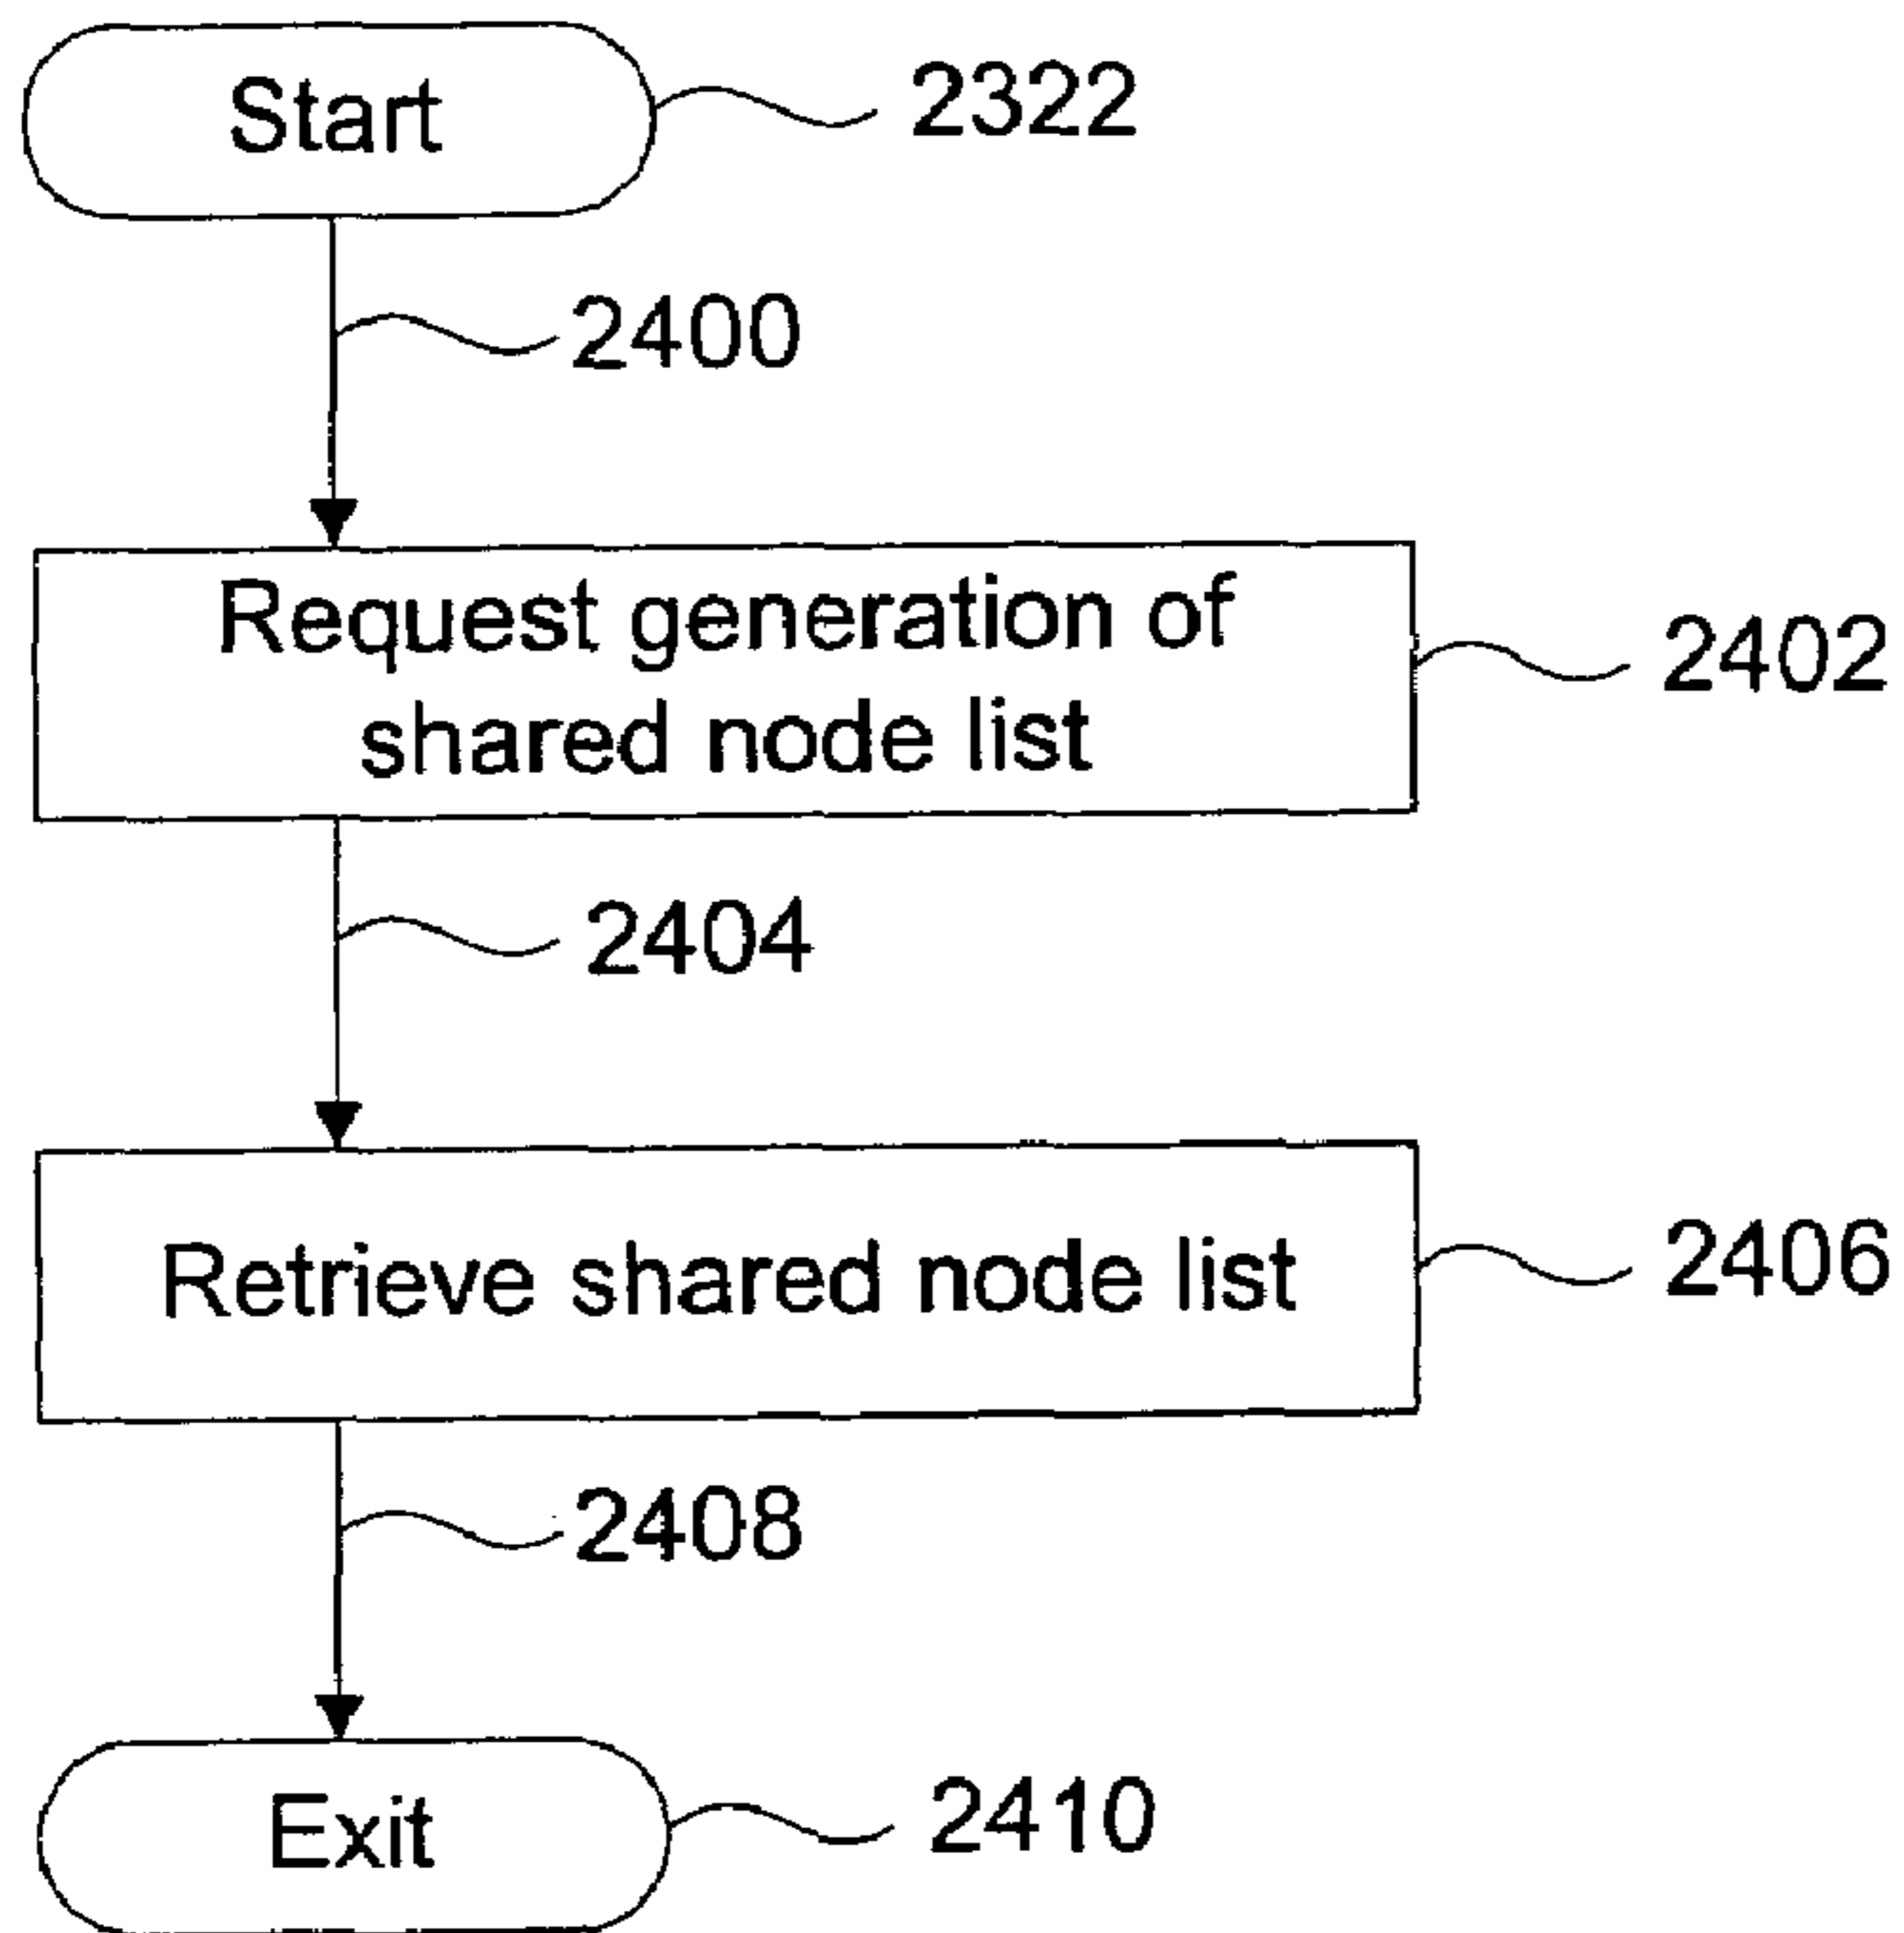 Start
2322
2400
Request generation of
shared node list
2402
2404
Retrieve shared node list
2406
2408
Exit
2410